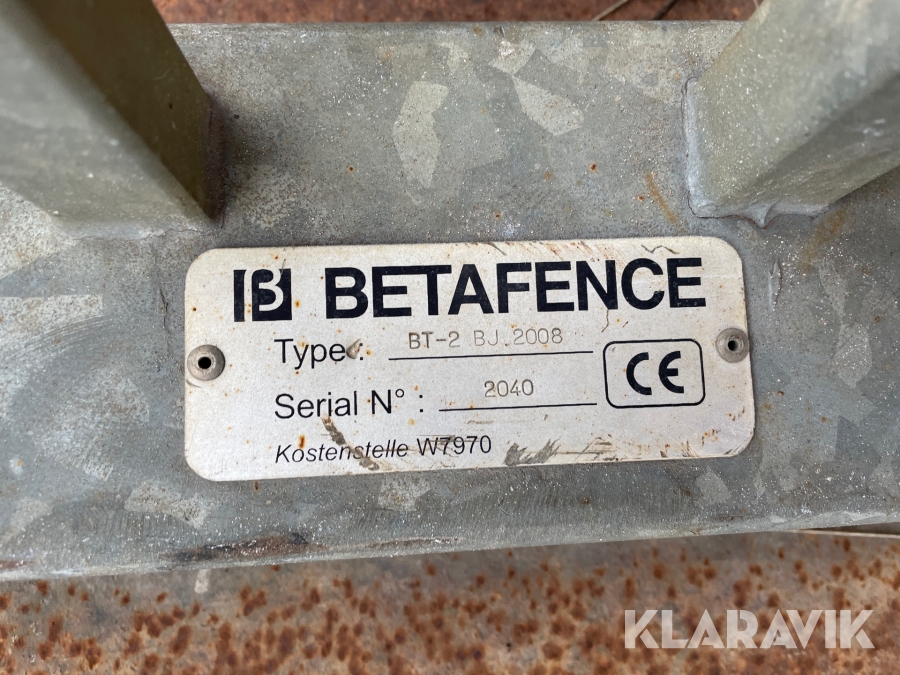 B BETAFENCE
Type : BT-2 BJ.2008
CE
Serial N° : 2040
Kostenstelle W7970
KLARAVIK